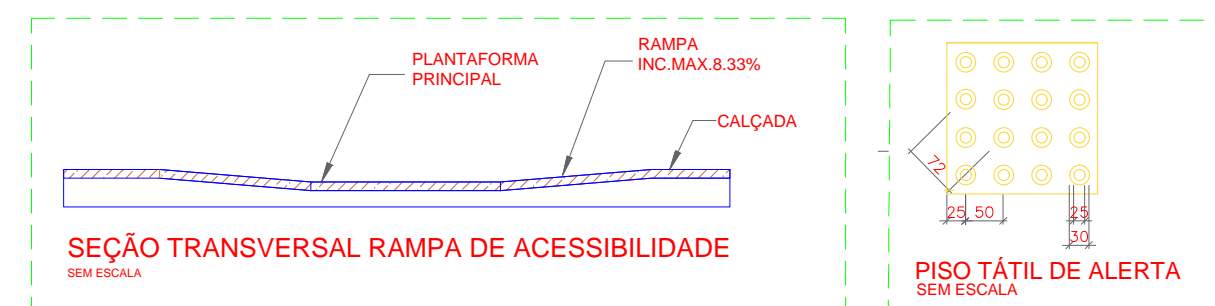 PLANTAFORMA
PRINCIPAL
RAMPA
INC.MAX.8.33%
CALÇADA
SEÇÃO TRANSVERSAL RAMPA DE ACESSIBILIDADE
SEM ESCALA
72
25 50 25
30
PISO TÁTIL DE ALERTA
SEM ESCALA